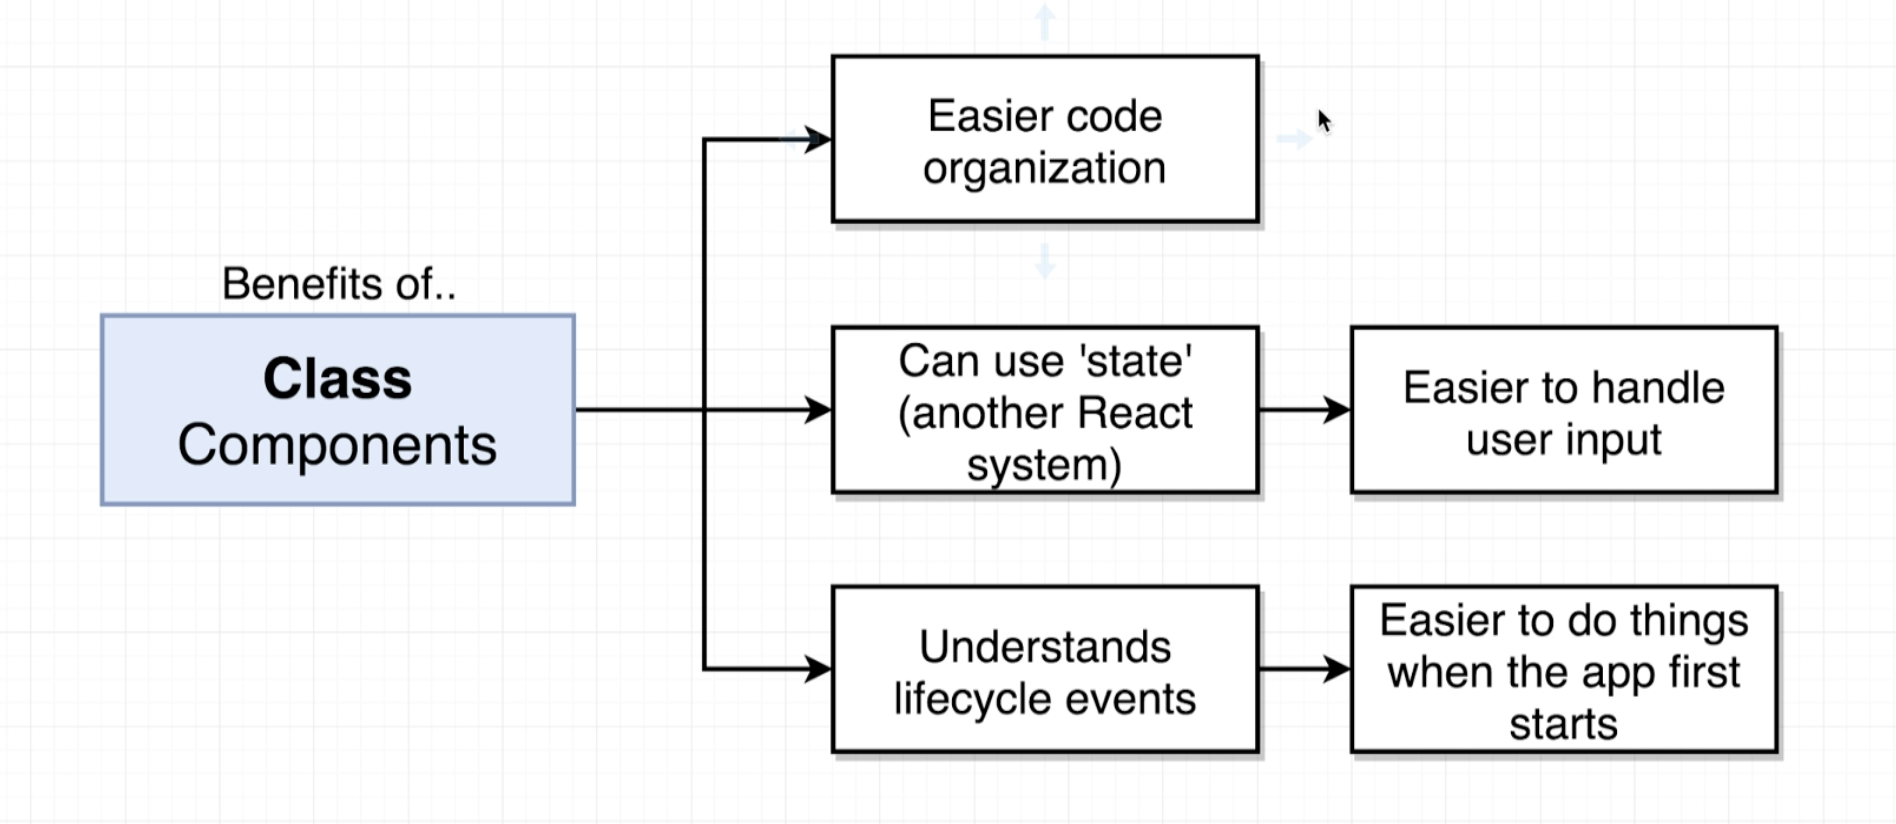 Benefits of..
Class
Components
Easier code
organization
Can use 'state'
(another React
system)
Easier to handle
user input
Understands
lifecycle events
Easier to do things
when the app first
starts